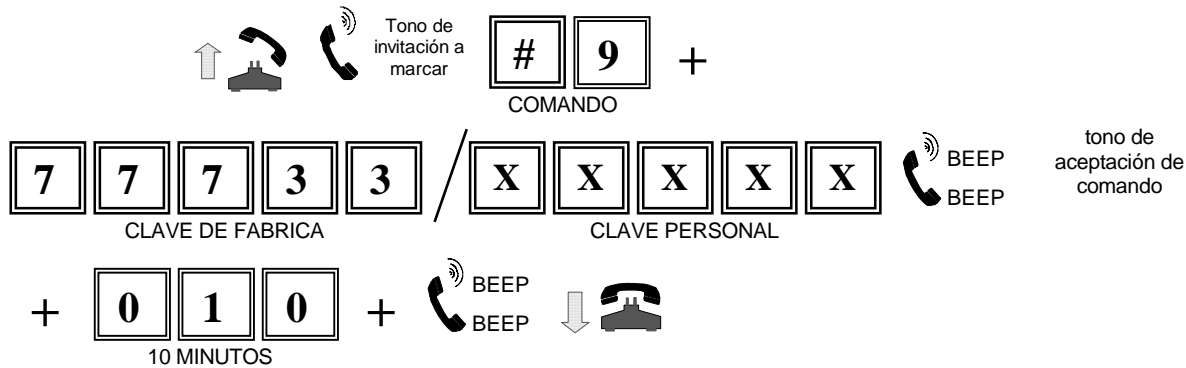 Tono de
invitación a
marcar
# 9 +
COMANDO
7 7 7 3 3 / X X X X X
BEEP
BEEP
tono de
aceptación de
comando
CLAVE DE FABRICA
CLAVE PERSONAL
+ 0 1 0 +
BEEP
BEEP
10 MINUTOS